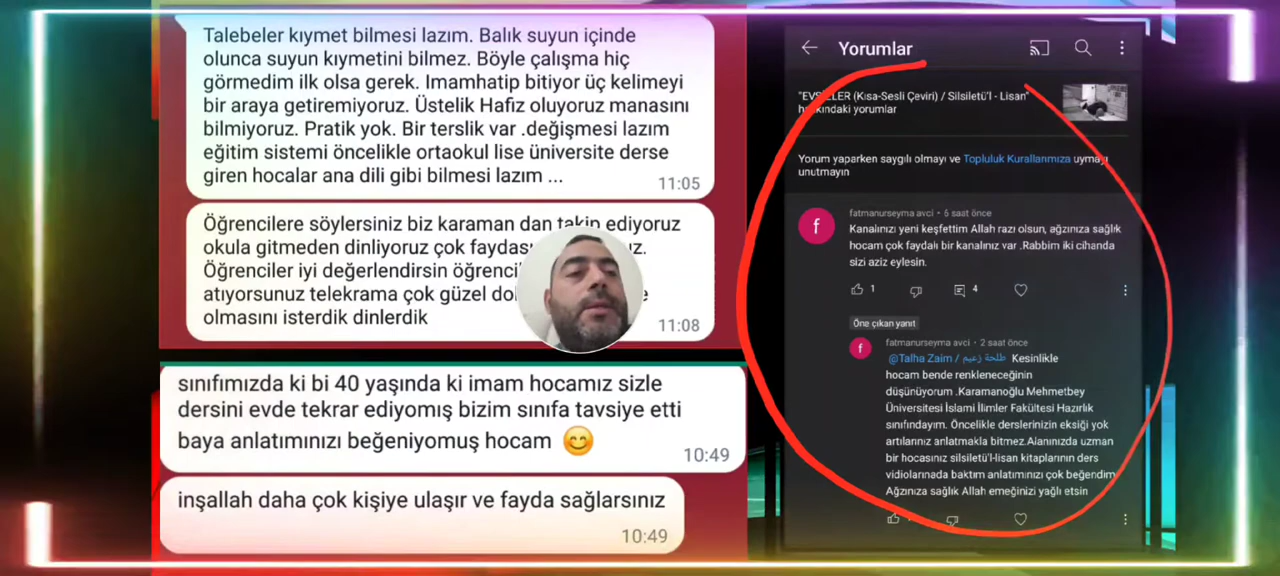 Talebeler kıymet bilmesi lazım. Balık suyun içinde
olunca suyun kıymetini bilmez. Böyle çalışma hiç
görmedim ilk olsa gerek. Imamhatip bitiyor üç kelimeyi
bir araya getiremiyoruz. Üstelik Hafiz oluyoruz manasını
bilmiyoruz. Pratik yok. Bir terslik var .değişmesi lazım
eğitim sistemi öncelikle ortaokul lise üniversite derse
giren hocalar ana dili gibi bilmesi lazım ...
11:05
Öğrencilere söylersiniz biz karaman dan takip ediyoruz
okula gitmeden dinliyoruz çok
Öğrenciler iyi değerlendirsin
atıyorsunuz telekrama çok güzel
olmasını isterdik dinlerdik
11:08
sınıfımızda ki bi 40 yaşında ki imam hocamız sizle
dersini evde tekrar ediyomış bizim sınıfa tavsiye etti
baya anlatımınızı beğeniyomuş hocam 😊
10:49
inşallah daha çok kişiye ulaşır ve fayda sağlarsınız
10:49
Yorumlar
(Kısa-Sesli Çeviri) / Silsiletü'l - Lisan"
hakkındaki yorumlar
Yorum yaparken saygılı olmayı ve Topluluk Kurallarımıza uymayı
unutmayın
f
fatmanurseyma avci • 6 saat önce
Kanalınızı yeni keşfettim Allah razı olsun, ağzınıza sağlık
hocam çok faydalı bir kanalınız var .Rabbim iki cihanda
sizi aziz eylesin.
1
4
Öne çıkan yanıt
f
fatmanurseyma avci • 2 saat önce
@Talha Zaim / طلحة زعيم Kesinlikle
hocam bende renkleneceğinin
düşünüyorum .Karamanoğlu Mehmetbey
Üniversitesi İslami İlimler Fakültesi Hazırlık
sınıfındayım. Öncelikle derslerinizin eksiği yok
artılarınız anlatmakla bitmez.Alanınızda uzman
bir hocasınız silsiletü'l-lisan kitaplarının ders
vidiolarınada baktım anlatımınızı çok beğendim
Ağzınıza sağlık Allah emeğinizi yağlı etsin